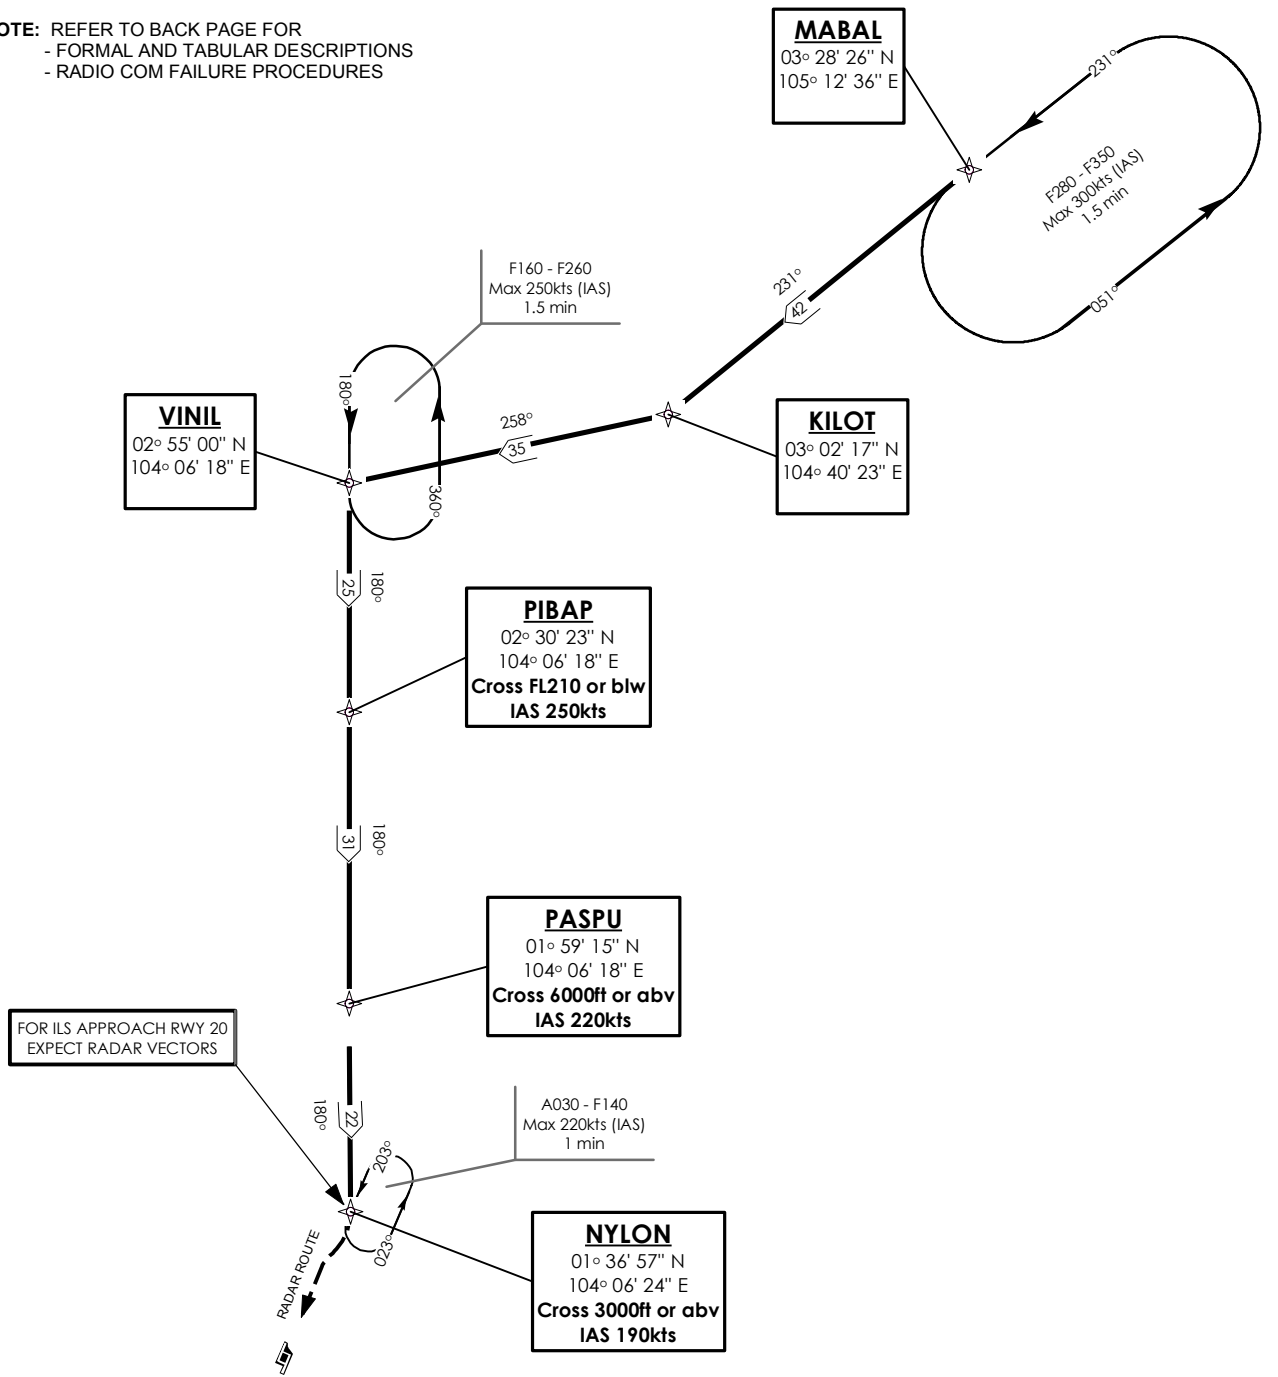 OTE: REFER TO BACK PAGE FOR
- FORMAL AND TABULAR DESCRIPTIONS
- RADIO COM FAILURE PROCEDURES
MABAL
03° 28' 26" N
105° 12' 36" E
231°
F280 - F350
Max 300kts (IAS)
1.5 min
051°
231°
42
F160 - F260
Max 250kts (IAS)
1.5 min
180°
360°
258°
35
VINIL
02° 55' 00" N
104° 06' 18" E
KILOT
03° 02' 17" N
104° 40' 23" E
25
180°
PIBAP
02° 30' 23" N
104° 06' 18" E
Cross FL210 or blw
IAS 250kts
31
180°
PASPU
01° 59' 15" N
104° 06' 18" E
Cross 6000ft or abv
IAS 220kts
FOR ILS APPROACH RWY 20
EXPECT RADAR VECTORS
22
180°
A030 - F140
Max 220kts (IAS)
1 min
203°
023°
NYLON
01° 36' 57" N
104° 06' 24" E
Cross 3000ft or abv
IAS 190kts
RADAR ROUTE